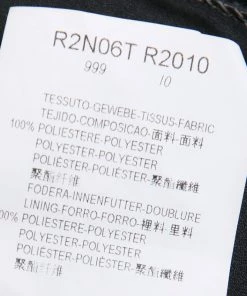 R2N06T R2010
999 10
TESSUTO-GEWEBE-TISSUS-FABRIC
TEJIDO-COMPOSICAO-面料-面料
100% POLIESTERE-POLYESTER
POLYESTER-POLYESTER
POLIÉSTER-POLIÉSTER
聚酯纤维 聚酯纖維
FODERA-INNENFUTTER-DOUBLURE
LINING-FORRO-FORRO-裡料 里料
100% POLIESTERE-POLYESTER
POLYESTER-POLYESTER
POLIÉSTER-POLIÉSTER
聚酯纤维 聚酯纖維